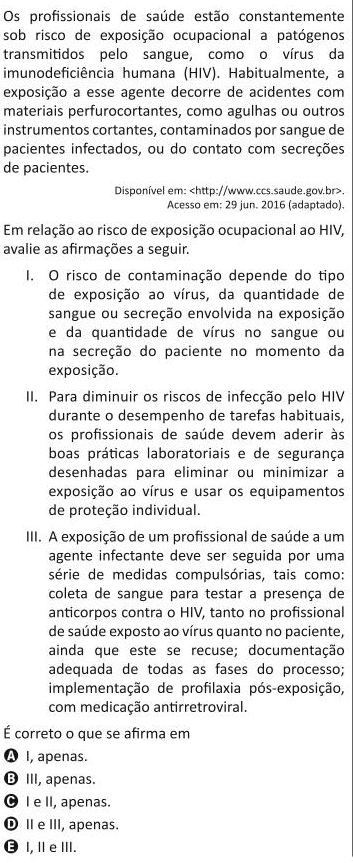 Os profissionais de saúde estão constantemente
sob risco de exposição ocupacional a patógenos
transmitidos pelo sangue, como o vírus da
imunodeficiência humana (HIV). Habitualmente, a
exposição a esse agente decorre de acidentes com
materiais perfurocortantes, como agulhas ou outros
instrumentos cortantes, contaminados por sangue de
pacientes infectados, ou do contato com secreções
de pacientes.
Disponível em: <http://www.ccs.saude.gov.br>.
Acesso em: 29 jun. 2016 (adaptado).
Em relação ao risco de exposição ocupacional ao HIV,
avalie as afirmações a seguir.
I. O risco de contaminação depende do tipo
de exposição ao vírus, da quantidade de
sangue ou secreção envolvida na exposição
e da quantidade de vírus no sangue ou
na secreção do paciente no momento da
exposição.
II. Para diminuir os riscos de infecção pelo HIV
durante o desempenho de tarefas habituais,
os profissionais de saúde devem aderir às
boas práticas laboratoriais e de segurança
desenhadas para eliminar ou minimizar a
exposição ao vírus e usar os equipamentos
de proteção individual.
III. A exposição de um profissional de saúde a um
agente infectante deve ser seguida por uma
série de medidas compulsórias, tais como:
coleta de sangue para testar a presença de
anticorpos contra o HIV, tanto no profissional
de saúde exposto ao vírus quanto no paciente,
ainda que este se recuse; documentação
adequada de todas as fases do processo;
implementação de profilaxia pós-exposição,
com medicação antirretroviral.
É correto o que se afirma em
A I, apenas.
B III, apenas.
C I e II, apenas.
D II e III, apenas.
E I, II e III.